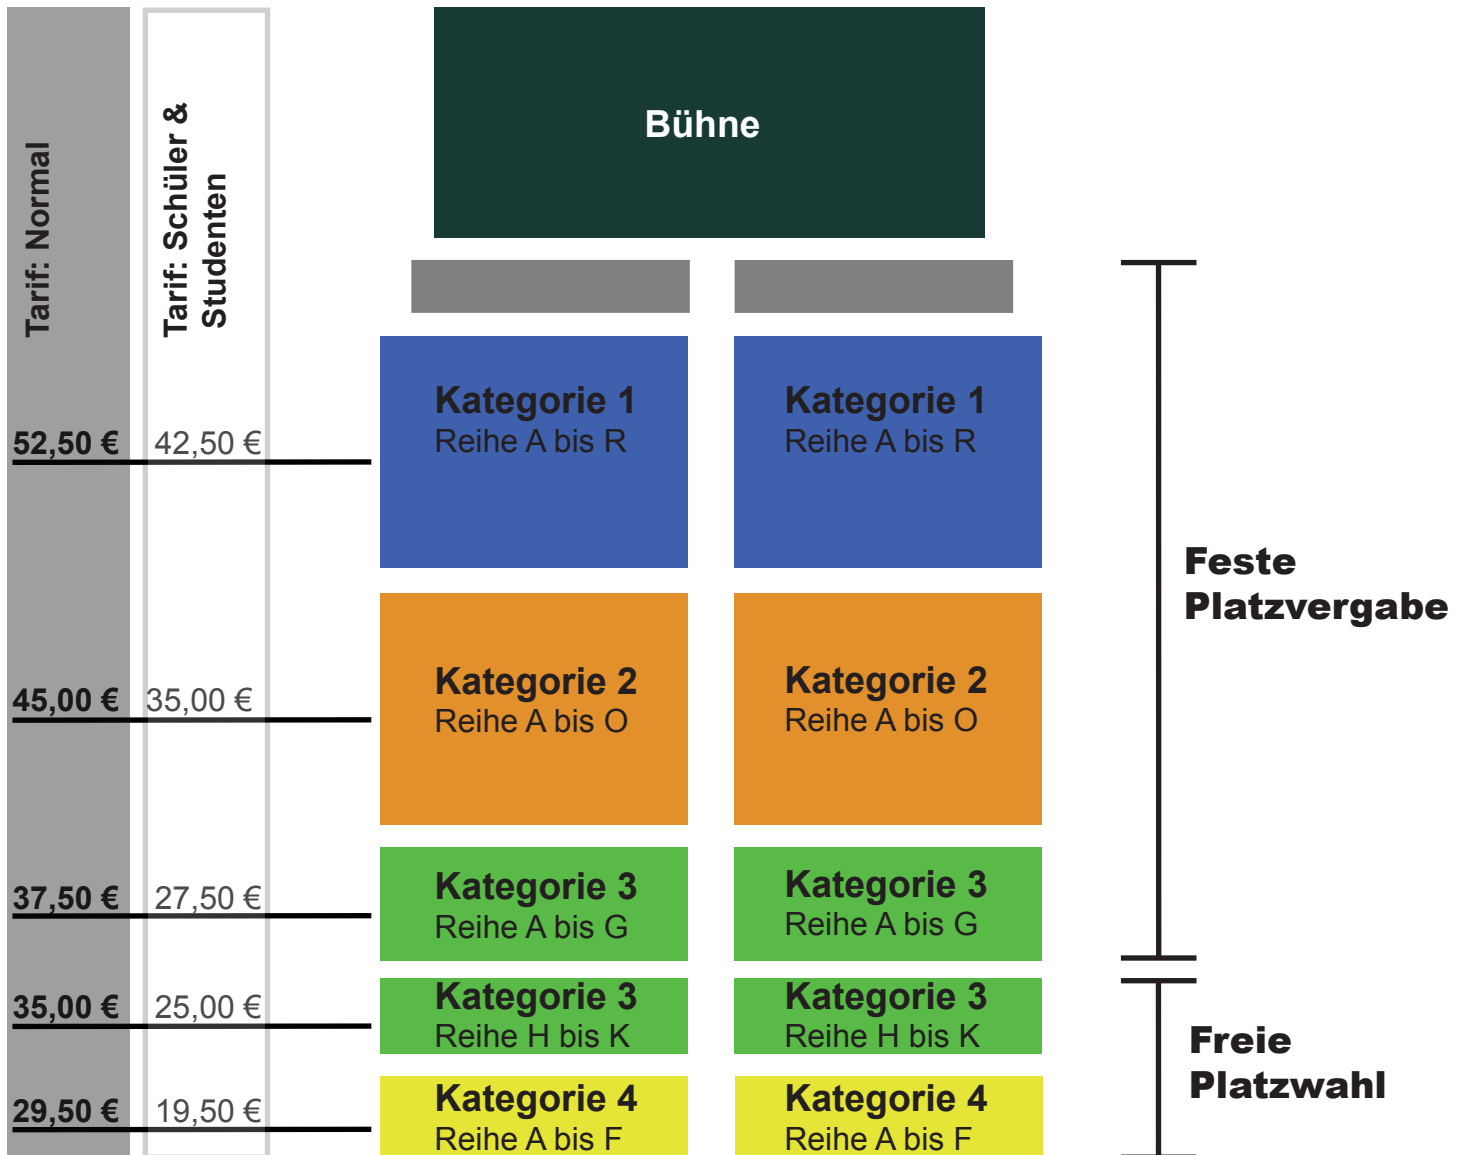 Tarif: Normal
Tarif: Schüler &
Studenten
Bühne
52,50 €
42,50 €
Kategorie 1
Reihe A bis R
Kategorie 1
Reihe A bis R
Feste
Platzvergabe
45,00 €
35,00 €
Kategorie 2
Reihe A bis O
Kategorie 2
Reihe A bis O
37,50 €
27,50 €
Kategorie 3
Reihe A bis G
Kategorie 3
Reihe A bis G
35,00 €
25,00 €
Kategorie 3
Reihe H bis K
Kategorie 3
Reihe H bis K
Freie
Platzwahl
29,50 €
19,50 €
Kategorie 4
Reihe A bis F
Kategorie 4
Reihe A bis F